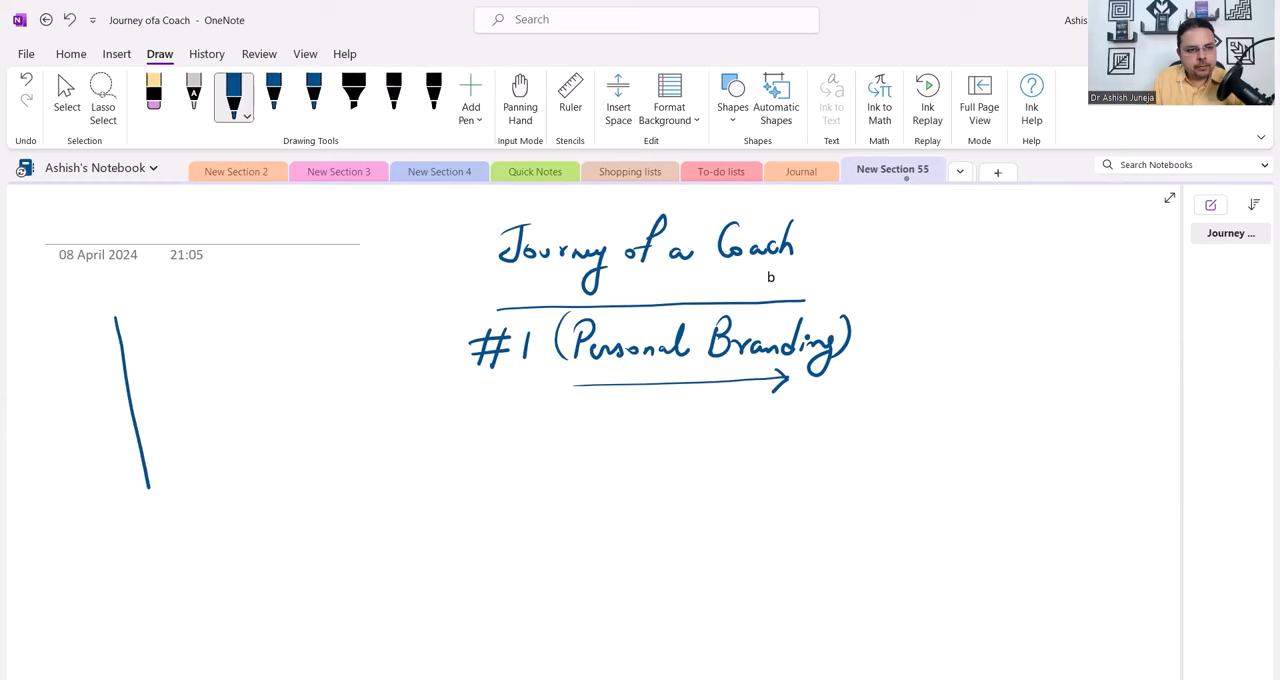 Journey ofa Coach - OneNote
Search
Ashis
File Home Insert Draw History Review View Help
Undo
Select
Lasso Select
Selection
A
Drawing Tools
Add Pen
Panning Hand
Input Mode
Ruler
Stencils
Insert Space
Format Background
Edit
Shapes
Automatic Shapes
Shapes
Ink to Text
Text
Ink to Math
Math
Ink Replay
Replay
Full Page View
Mode
Ink Help
Help
Dr Ashish Juneja
Ashish's Notebook
New Section 2 New Section 3 New Section 4 Quick Notes Shopping lists To-do lists Journal New Section 55 +
Search Notebooks
Journey ...
08 April 2024 21:05
Journy of a Coach
b
#1 (Personal Branding)